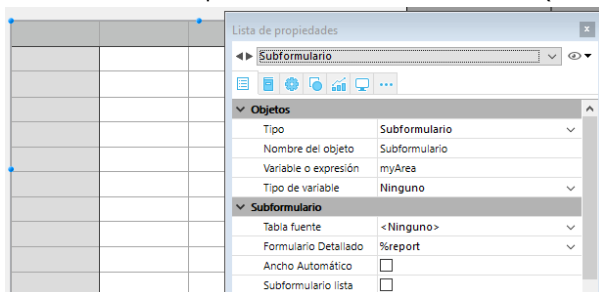 Lista de propiedades
x
Subformulario
Objetos
Tipo Subformulario
Nombre del objeto Subformulario
Variable o expresión myArea
Tipo de variable Ninguno
Subformulario
Tabla fuente <Ninguno>
Formulario Detallado %report
Ancho Automático
Subformulario lista